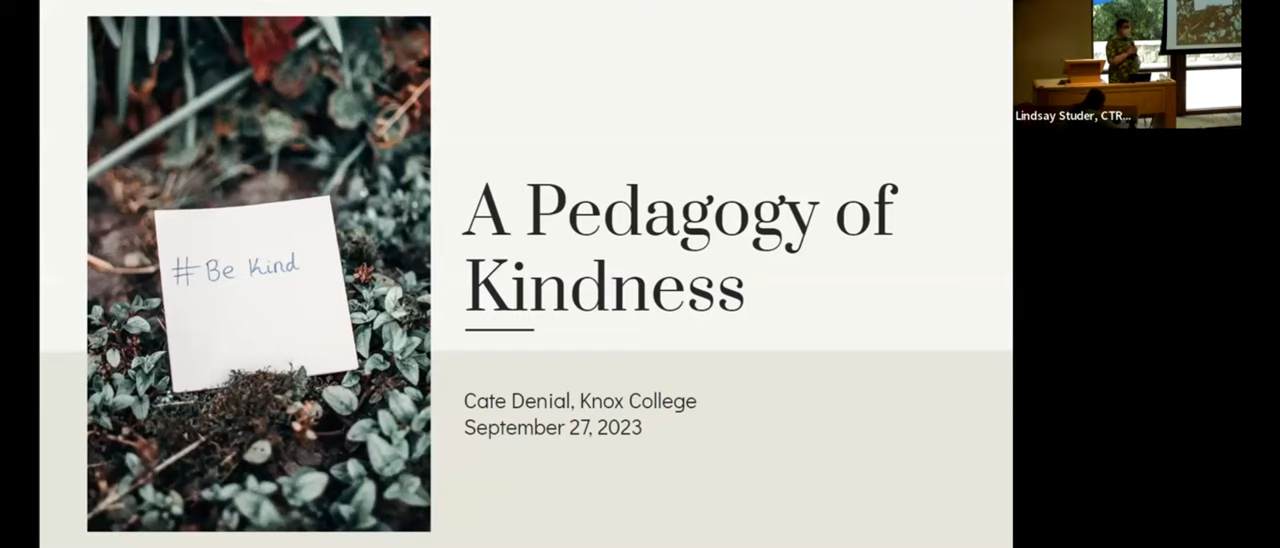 # Be Kind
A Pedagogy of
Kindness
Cate Denial, Knox College
September 27, 2023
Lindsay Studer, CTR...